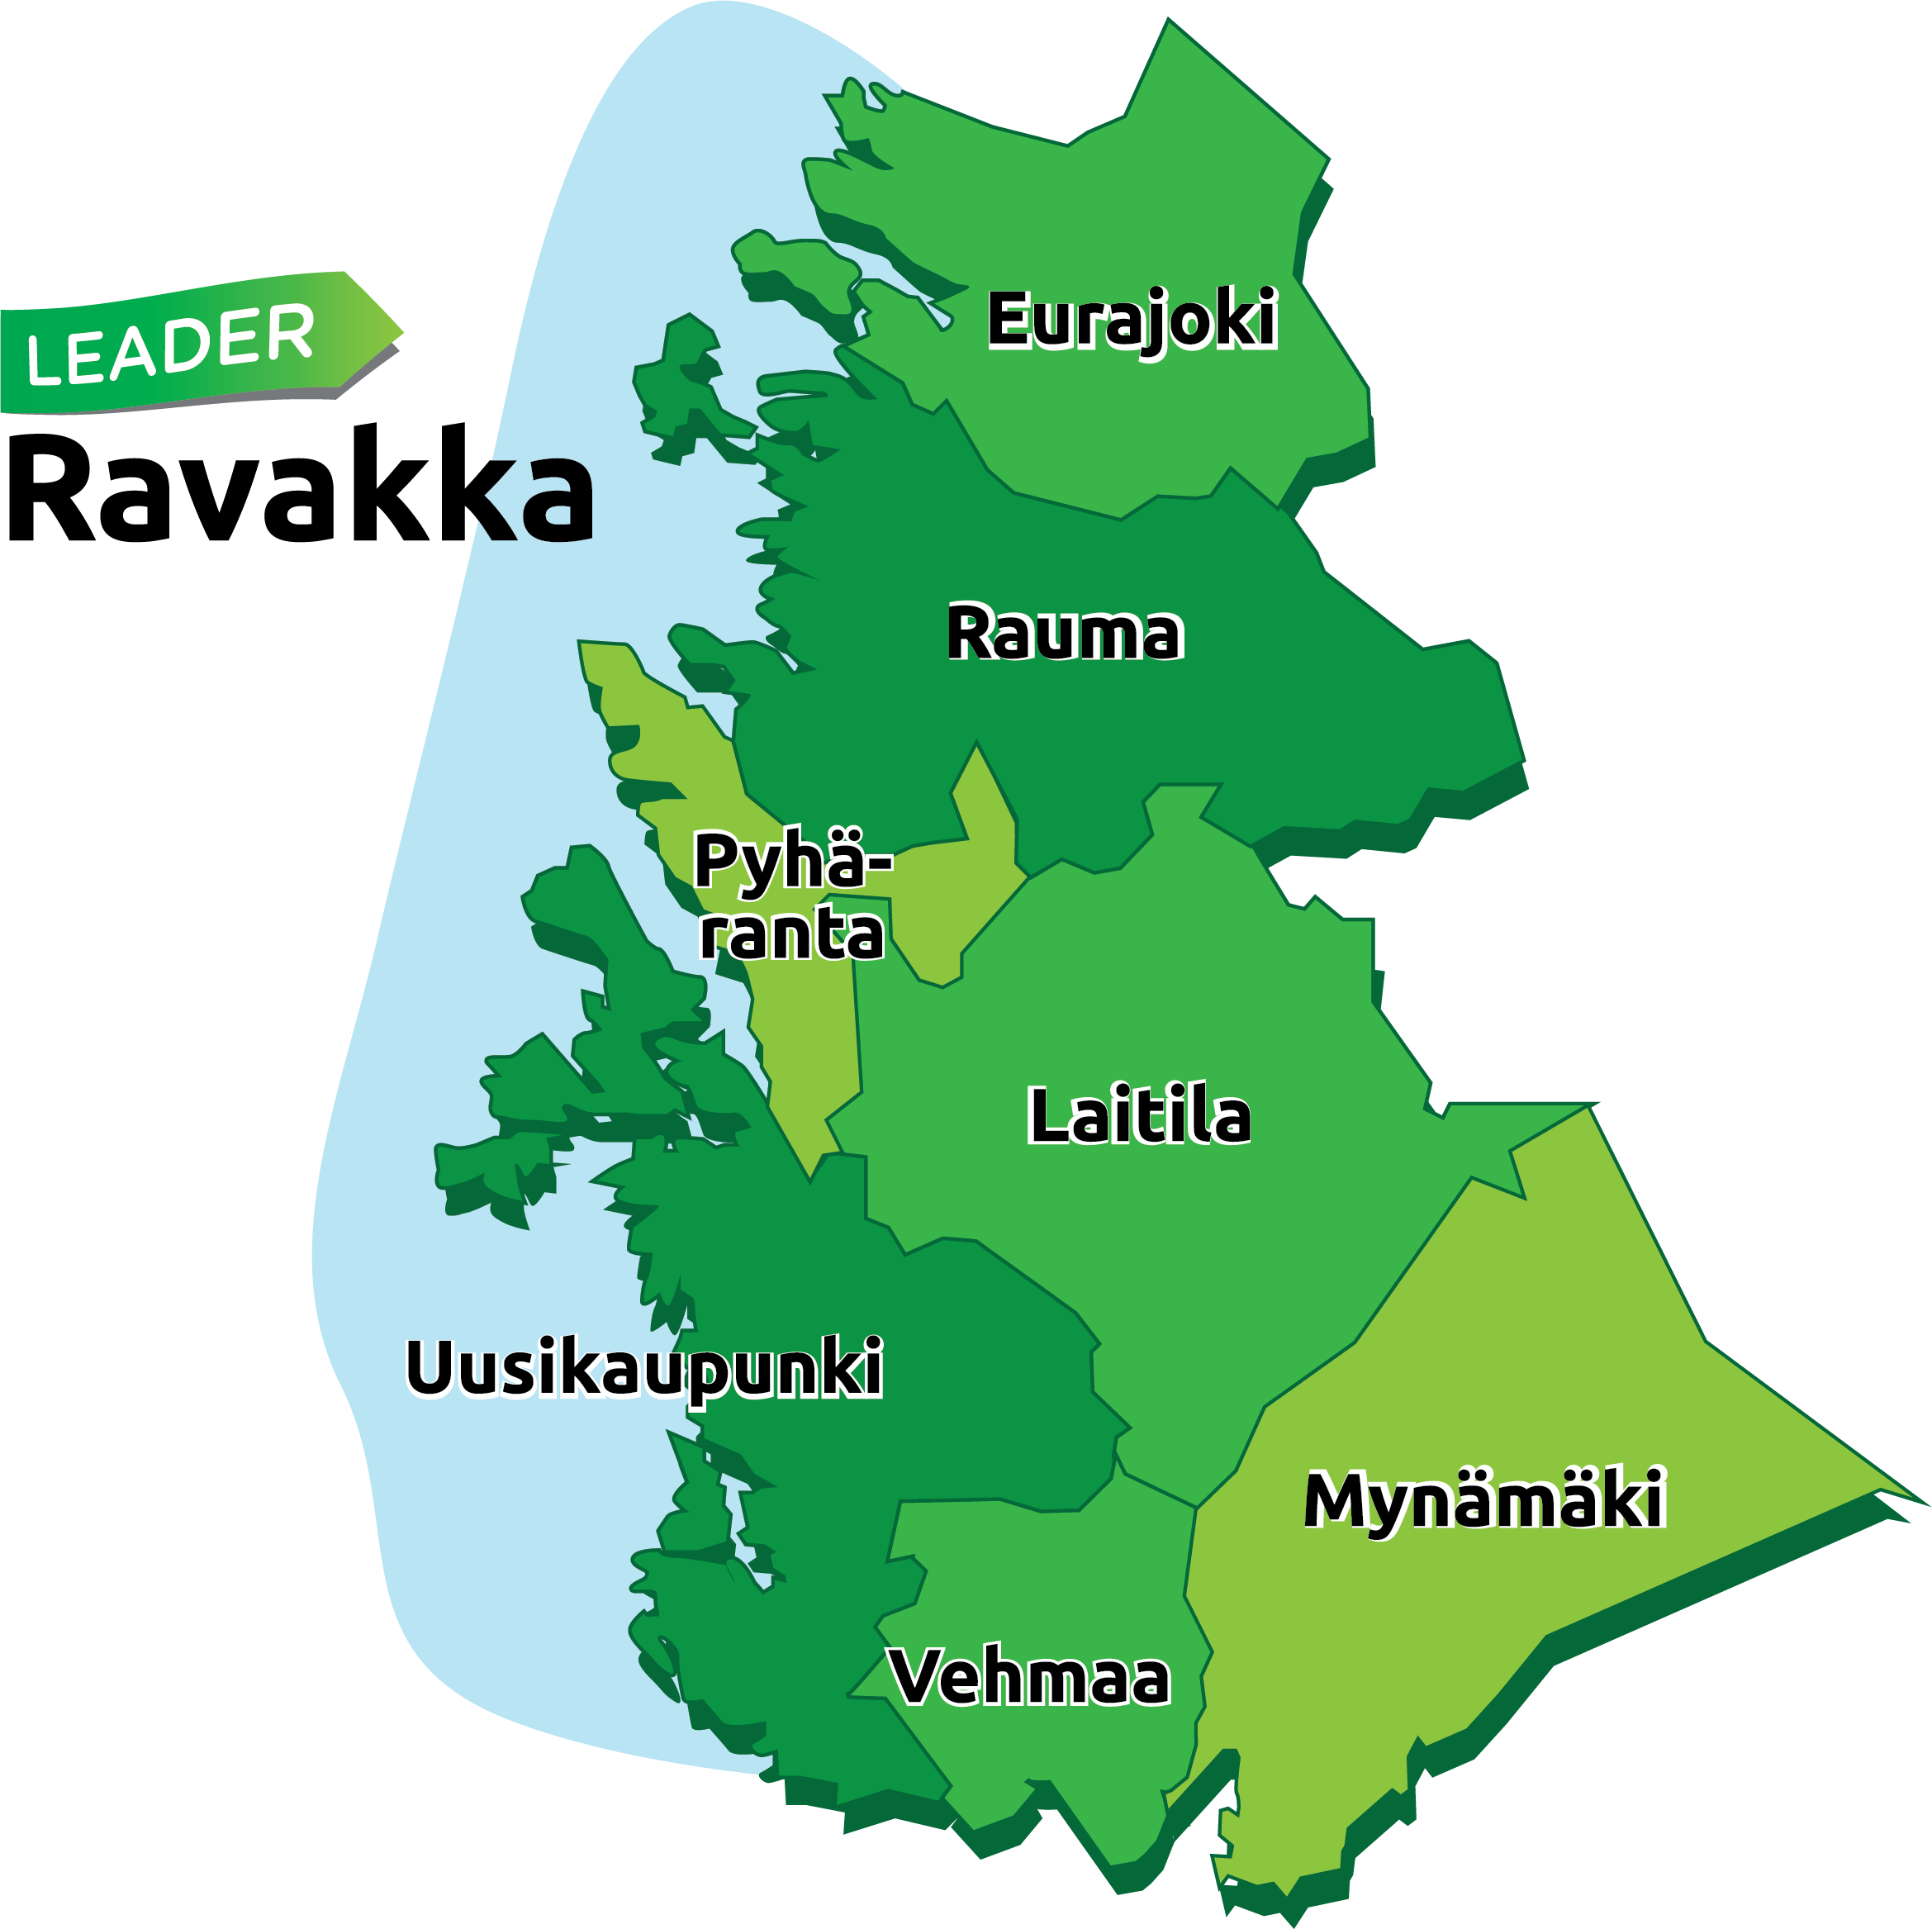 LEADER
Ravakka
Eurajoki
Rauma
Pyhä-
ranta
Laitila
Uusikaupunki
Mynämäki
Vehmaa